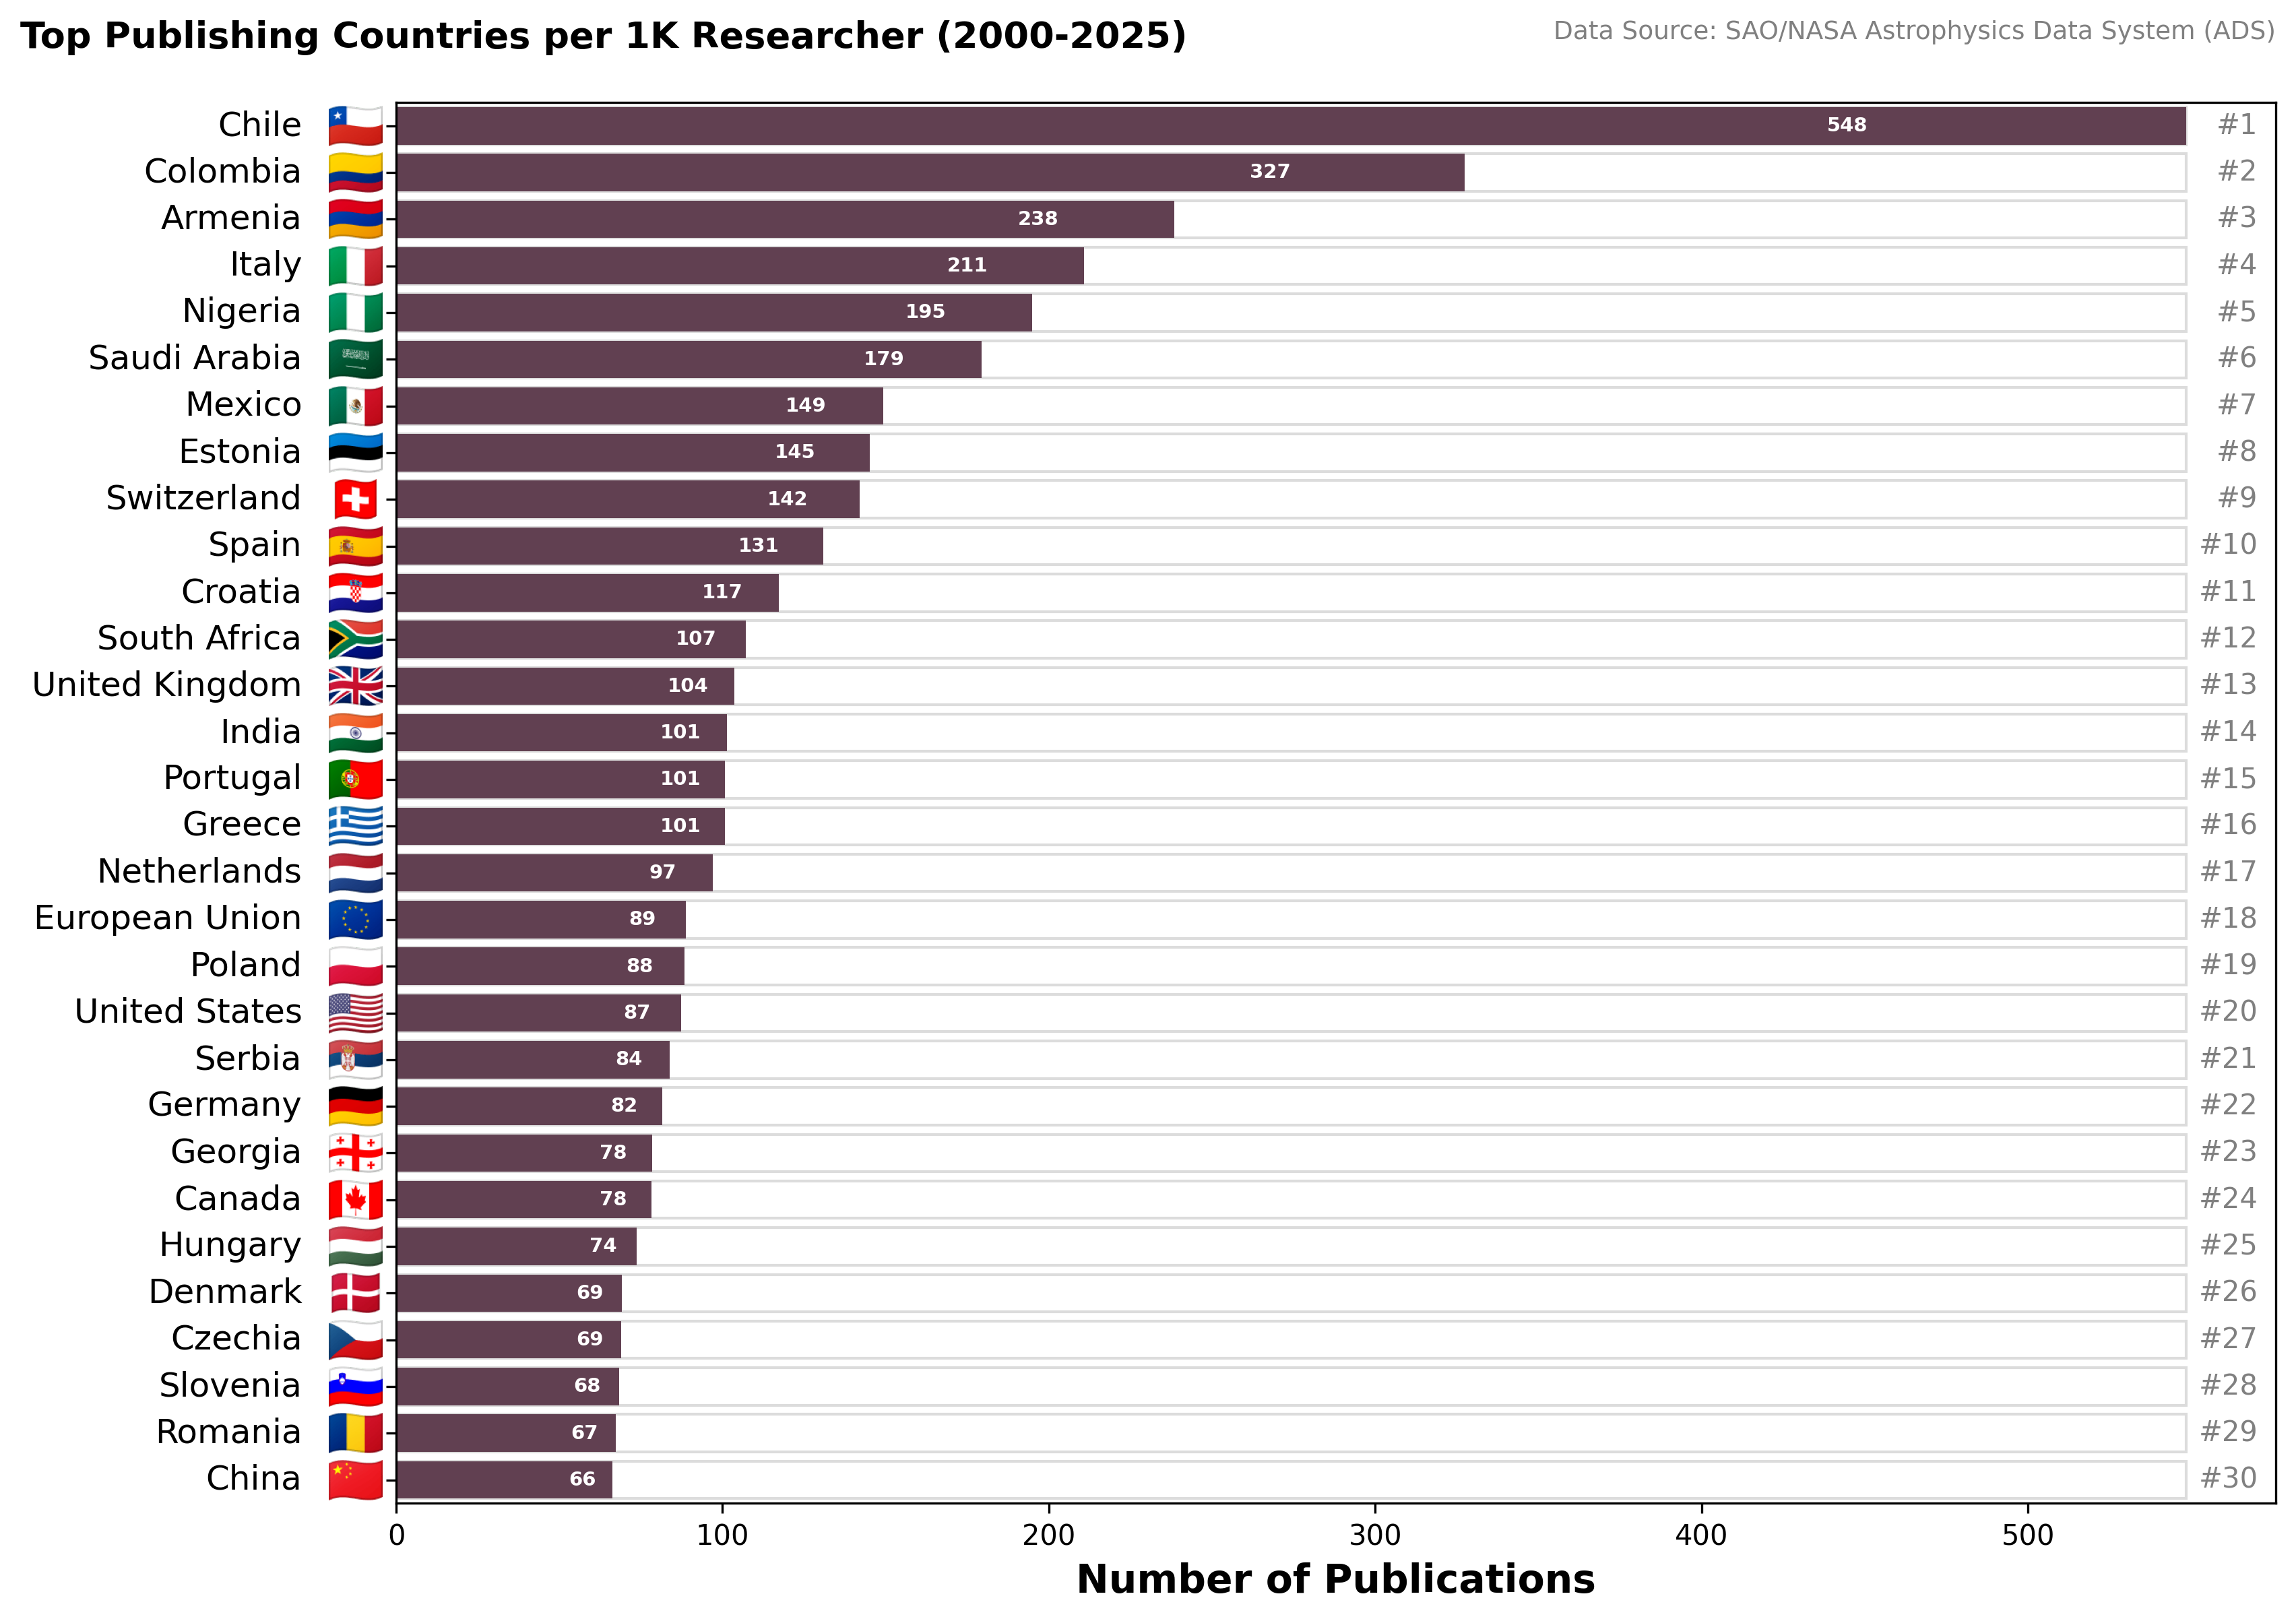 Top Publishing Countries per 1K Researcher (2000-2025)
Data Source: SAO/NASA Astrophysics Data System (ADS)
Chile 548 #1
Colombia 327 #2
Armenia 238 #3
Italy 211 #4
Nigeria 195 #5
Saudi Arabia 179 #6
Mexico 149 #7
Estonia 145 #8
Switzerland 142 #9
Spain 131 #10
Croatia 117 #11
South Africa 107 #12
United Kingdom 104 #13
India 101 #14
Portugal 101 #15
Greece 101 #16
Netherlands 97 #17
European Union 89 #18
Poland 88 #19
United States 87 #20
Serbia 84 #21
Germany 82 #22
Georgia 78 #23
Canada 78 #24
Hungary 74 #25
Denmark 69 #26
Czechia 69 #27
Slovenia 68 #28
Romania 67 #29
China 66 #30
0 100 200 300 400 500
Number of Publications